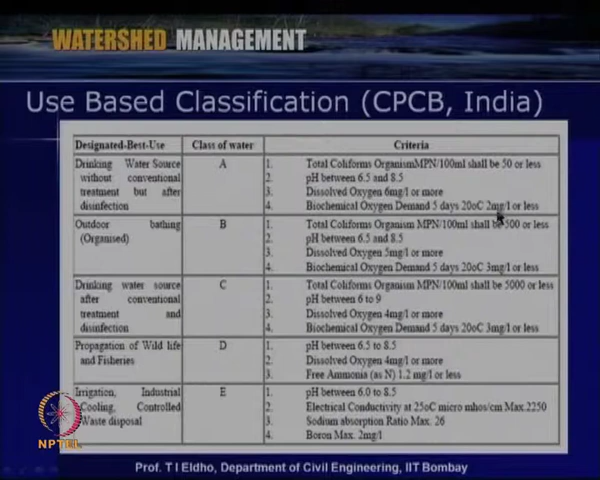 WATERSHED MANAGEMENT
Use Based Classification (CPCB, India)
Designated-Best-Use Class of water Criteria
Drinking Water Source without conventional treatment but after disinfection
A
1. Total Coliforms OrganismMPN/100ml shall be 50 or less
2. pH between 6.5 and 8.5
3. Dissolved Oxygen 6mg/l or more
4. Biochemical Oxygen Demand 5 days 20oC 2mg/l or less
Outdoor bathing (Organised)
B
1. Total Coliforms Organism MPN/100ml shall be 500 or less
2. pH between 6.5 and 8.5
3. Dissolved Oxygen 5mg/l or more
4. Biochemical Oxygen Demand 5 days 20oC 3mg/l or less
Drinking water source after conventional treatment and disinfection
C
1. Total Coliforms Organism MPN/100ml shall be 5000 or less
2. pH between 6 to 9
3. Dissolved Oxygen 4mg/l or more
4. Biochemical Oxygen Demand 5 days 20oC 3mg/l or less
Propagation of Wild life and Fisheries
D
1. pH between 6.5 to 8.5
2. Dissolved Oxygen 4mg/l or more
3. Free Ammonia (as N) 1.2 mg/l or less
Irrigation, Industrial Cooling, Controlled Waste disposal
E
1. pH between 6.0 to 8.5
2. Electrical Conductivity at 25oC micro mhos/cm Max.2250
3. Sodium absorption Ratio Max. 26
4. Boron Max. 2mg/l
NPTEL
Prof. T I Eldho, Department of Civil Engineering, IIT Bombay